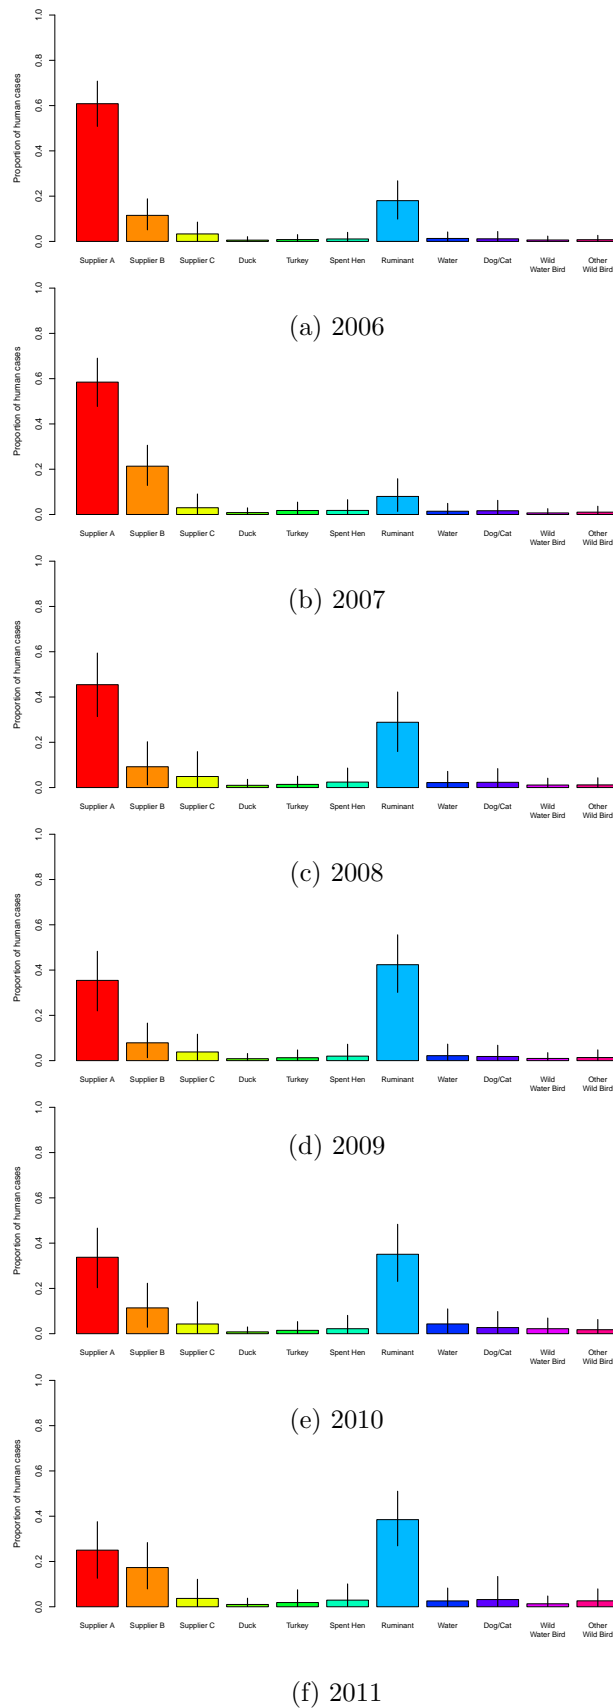 Proportion of human cases
1.0
0.8
0.6
0.4
0.2
0.0
Supplier A Supplier B Supplier C Duck Turkey Spent Hen Ruminant Water Dog/Cat Wild Water Bird Other Wild Bird
(a) 2006
Proportion of human cases
1.0
0.8
0.6
0.4
0.2
0.0
Supplier A Supplier B Supplier C Duck Turkey Spent Hen Ruminant Water Dog/Cat Wild Water Bird Other Wild Bird
(b) 2007
Proportion of human cases
1.0
0.8
0.6
0.4
0.2
0.0
Supplier A Supplier B Supplier C Duck Turkey Spent Hen Ruminant Water Dog/Cat Wild Water Bird Other Wild Bird
(c) 2008
Proportion of human cases
1.0
0.8
0.6
0.4
0.2
0.0
Supplier A Supplier B Supplier C Duck Turkey Spent Hen Ruminant Water Dog/Cat Wild Water Bird Other Wild Bird
(d) 2009
Proportion of human cases
1.0
0.8
0.6
0.4
0.2
0.0
Supplier A Supplier B Supplier C Duck Turkey Spent Hen Ruminant Water Dog/Cat Wild Water Bird Other Wild Bird
(e) 2010
Proportion of human cases
1.0
0.8
0.6
0.4
0.2
0.0
Supplier A Supplier B Supplier C Duck Turkey Spent Hen Ruminant Water Dog/Cat Wild Water Bird Other Wild Bird
(f) 2011